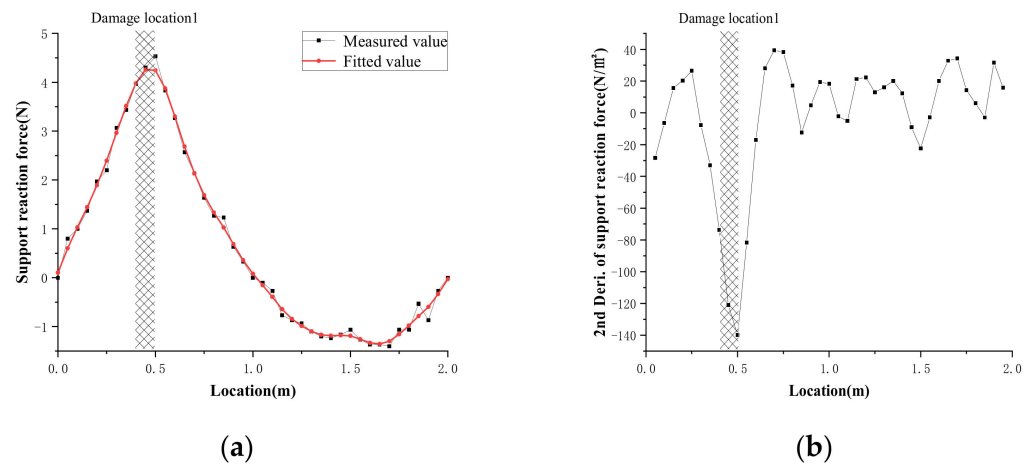 Damage location1
Support reaction force(N)
5
4
3
2
1
0
-1
Measured value
Fitted value
0.0
0.5
1.0
1.5
2.0
Location(m)
(a)
Damage location1
2nd Deri. of support reaction force(N/m²)
40
20
0
-20
-40
-60
-80
-100
-120
-140
0.0
0.5
1.0
1.5
2.0
Location(m)
(b)